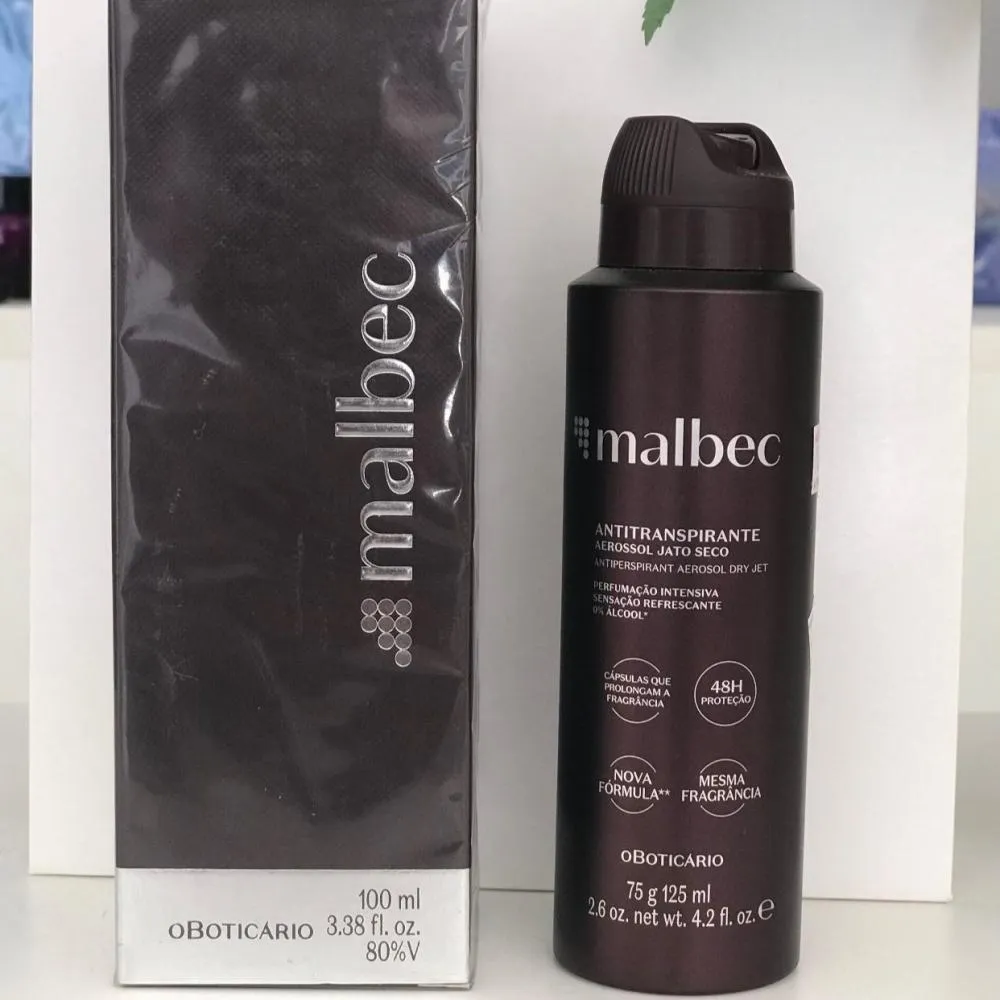 malbec
oBOTICÁRIO
100 ml
3.38 fl. oz.
80%V
malbec
ANTITRANSPIRANTE
AEROSSOL JATO SECO
ANTIPERSPIRANT AEROSOL DRY JET
PERFUMAÇÃO INTENSIVA
SENSAÇÃO REFRESCANTE
0% ÁLCOOL*
CÁPSULAS QUE
PROLONGAM A
FRAGRÂNCIA
48H
PROTEÇÃO
NOVA
FÓRMULA**
MESMA
FRAGRÂNCIA
oBOTICÁRIO
75 g 125 ml
2.6 oz. net wt. 4.2 fl. oz. ℮